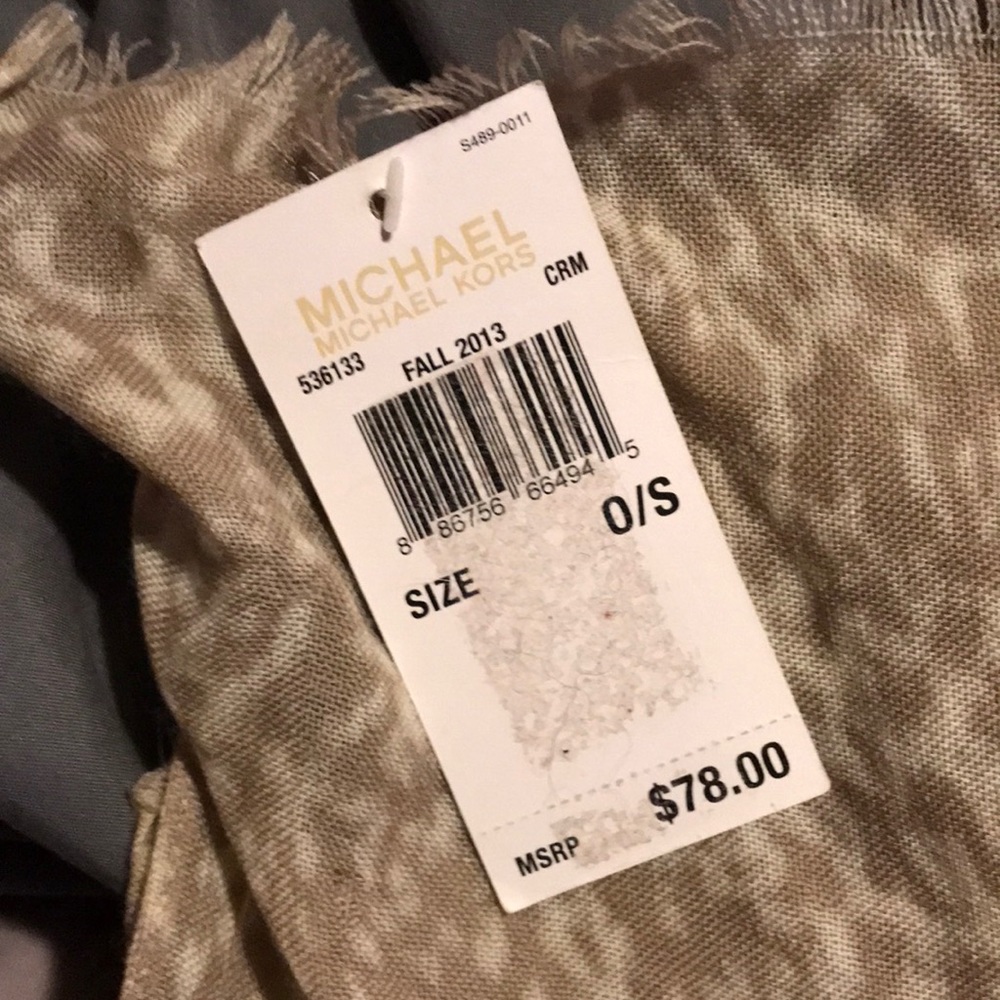 S489-0011
MICHAEL
MICHAEL KORS
CRM
536133 FALL 2013
8 86756 66494 5
SIZE O/S
MSRP $78.00